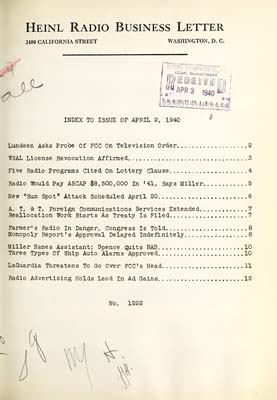 HEINL RADIO BUSINESS LETTER
2400 CALIFORNIA STREET WASHINGTON, D. C.
LEGAL DEPARTMENT
RECEIVED
APR 3 1940
all
INDEX TO ISSUE OF APRIL 2, 1940
Lundeen Asks Probe Of FCC On Television Order..................2
WSAL License Revocation Affirmed...............................3
Five Radio Programs Cited On Lottery Clause....................4
Radio Would Pay ASCAP $8,500,000 In '41, Says Miller...........5
New "Sun Spot" Attack Scheduled April 20.......................6
A. T. & T. Foreign Communications Services Extended............7
Reallocation Work Starts As Treaty Is Filed....................7
Farmer's Radio In Danger, Congress Is Told.....................8
Monopoly Report's Approval Delayed Indefinitely................8
Miller Names Assistant; Spence Quits NAB......................10
Three Types Of Ship Auto Alarms Approved......................10
LaGuardia Threatens To Go Over FCC's Head.....................11
Radio Advertising Holds Lead In Ad Gains......................12
No. 1222